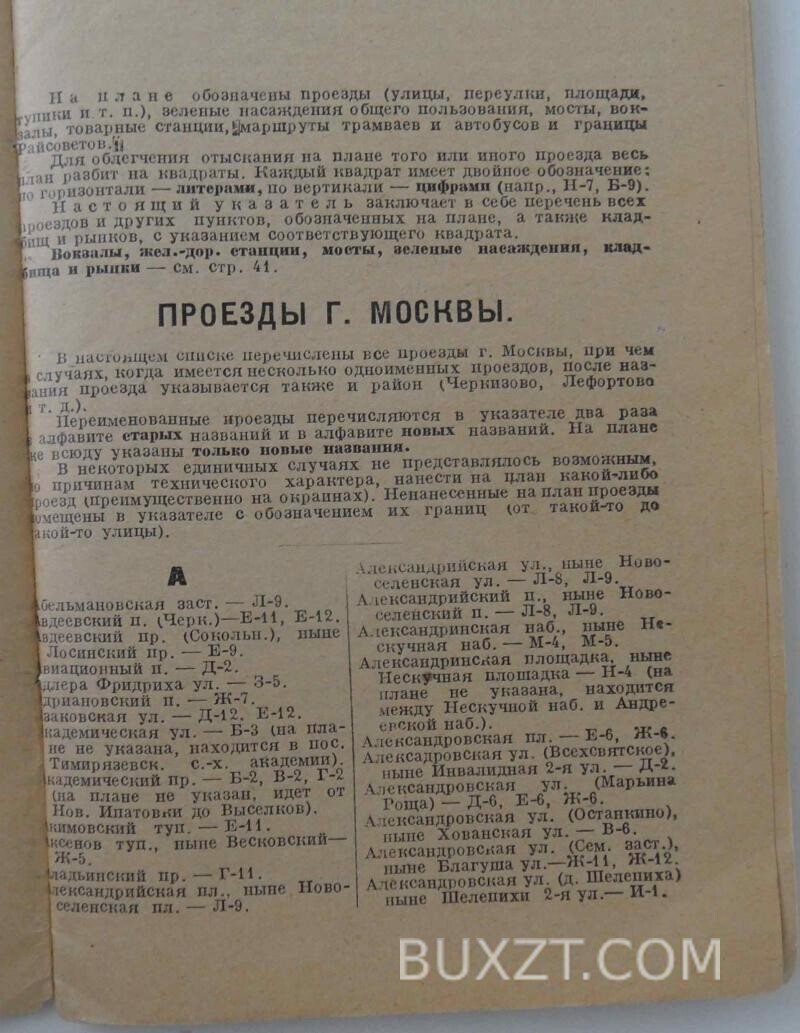 На плане обозначены проезды (улицы, переулки, площади,
тупики и т. п.), зеленые насаждения общего пользования, мосты, вок-
залы, товарные станции, маршруты трамваев и автобусов и границы
райсоветов.
Для облегчения отыскания на плане того или иного проезда весь
план разбит на квадраты. Каждый квадрат имеет двойное обозначение:
по горизонтали — литерами, по вертикали — цифрами (напр., Н-7, Б-9).
Настоящий указатель заключает в себе перечень всех
проездов и других пунктов, обозначенных на плане, а также клад-
бищ и рынков, с указанием соответствующего квадрата.
Вокзалы, жел.-дор. станции, мосты, зеленые насаждения, клад-
бища и рынки — см. стр. 41.
ПРОЕЗДЫ Г. МОСКВЫ.
В настоящем списке перечислены все проезды г. Москвы, при чем
в случаях, когда имеется несколько одноименных проездов, после наз-
вания проезда указывается также и район (Черкизово, Лефортово
и т. д.).
Переименованные проезды перечисляются в указателе два раза
в алфавите старых названий и в алфавите новых названий. На плане
же всюду указаны только новые названия.
В некоторых единичных случаях не представлялось возможным,
по причинам технического характера, нанести на план какой-либо
проезд (преимущественно на окраинах). Ненанесенные на план проезды
помещены в указателе с обозначением их границ (от такой-то до
такой-то улицы).
А
Абельмановская заст. — Л-9.
Авдеевский п. (Черк.)—Е-11, Е-12.
Авдеевский пр. (Сокольн.), ныне
Лосинский пр. — Е-9.
Авиационный п. — Д-2.
Адлера Фридриха ул. — З-5.
Адриановский п. — Ж-7.
Азаковская ул. — Д-12. Е-12.
Академическая ул. — Б-3 (на пла-
не не указана, находится в пос.
Тимирязевск. с.-х. академии).
Академический пр. — Б-2, В-2, Г-2
(на плане не указан, идет от
Нов. Ипатовки до Выселков).
Акимовский туп. — Е-11.
Аксенов туп., ныне Весковский—
Ж-5.
Аладьинский пр. — Г-11.
Александрийская пл., ныне Ново-
селенская пл. — Л-9.
Александрийская ул., ныне Ново-
селенская ул. — Л-8, Л-9.
Александрийский п., ныне Ново-
селенский п. — Л-8, Л-9.
Александринская наб., ныне Не-
скучная наб. — М-4, М-5.
Александринская площадка, ныне
Нескучная площадка — Н-4 (на
плане не указана, находится
между Нескучной наб. и Андре-
евской наб.).
Александровская пл. — Е-6, Ж-6.
Алексадровская ул. (Всехсвятское),
ныне Инвалидная 2-я ул. — Д-2.
Александровская ул. (Марьина
Роща) — Д-6, Е-6, Ж-6.
Александровская ул. (Останкино),
ныне Хованская ул. — В-6.
Александровская ул. (Сем. заст.),
ныне Благуша ул.—Ж-11, Ж-12.
Александровская ул. (д. Шелепиха)
ныне Шелепихи 2-я ул.— И-1.
BUXZT.COM